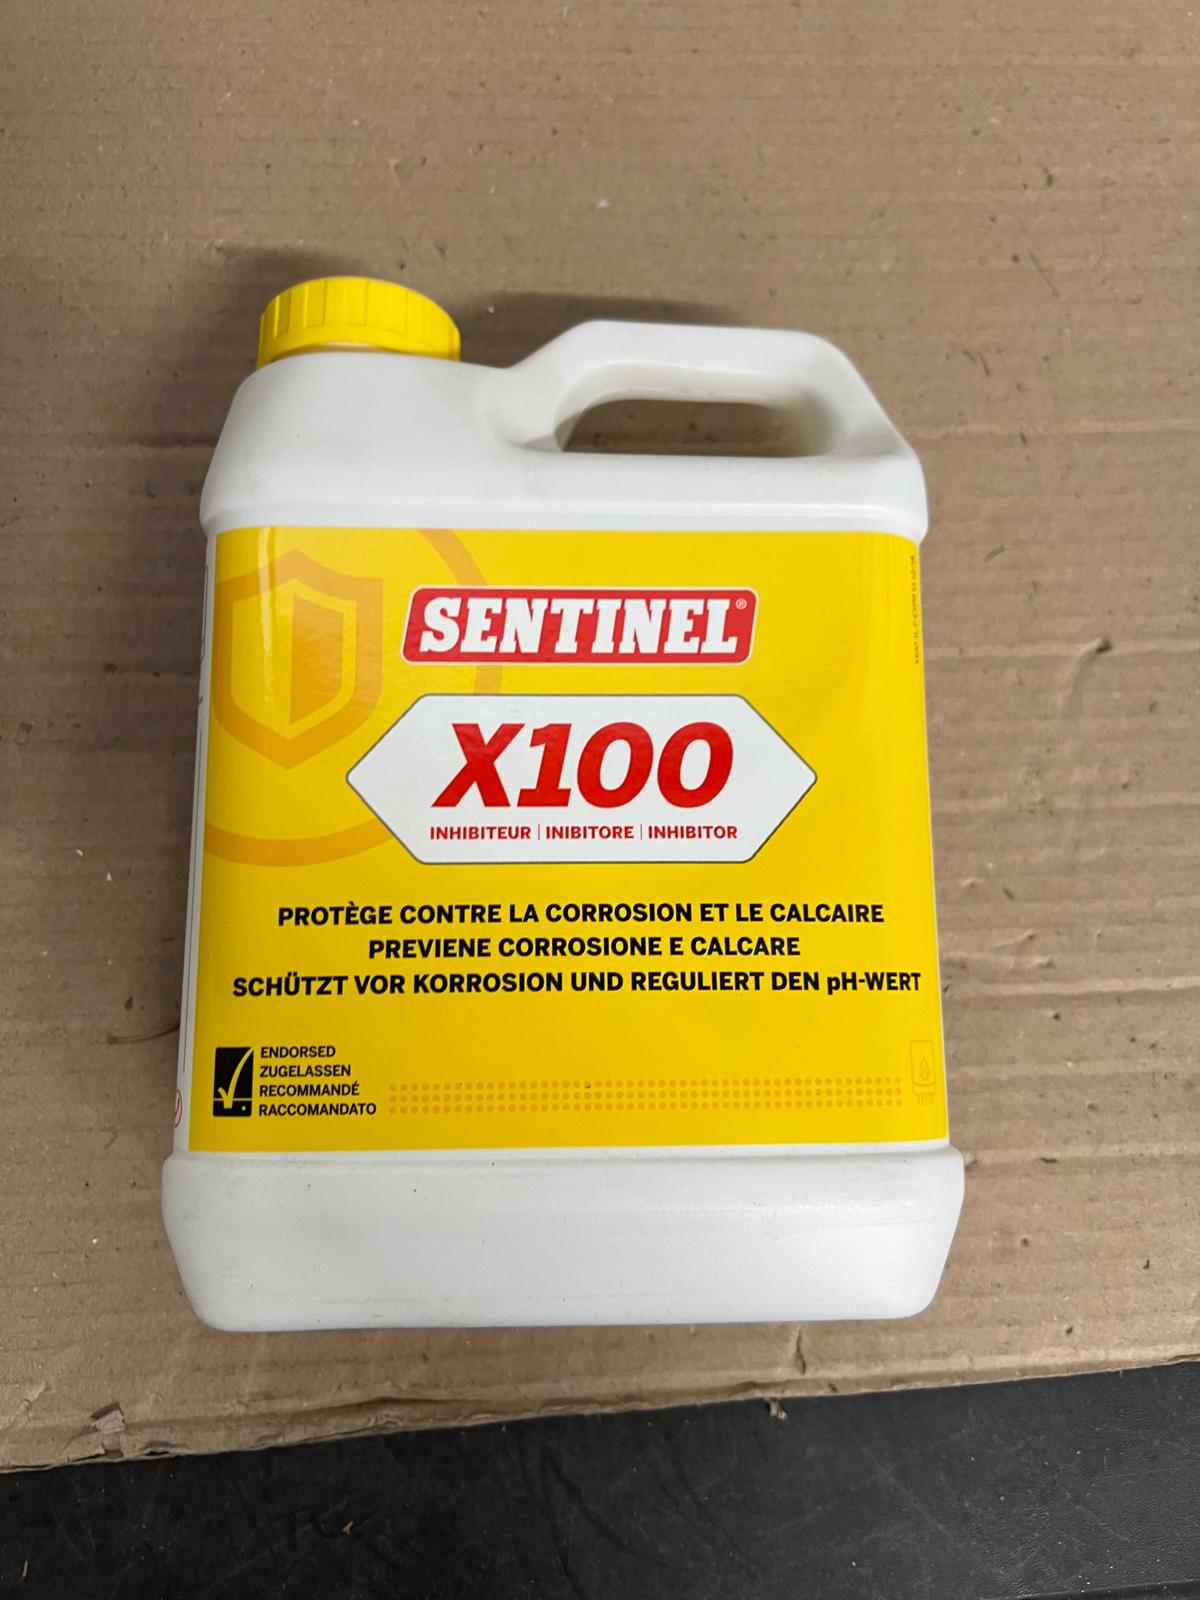 SENTINEL®
X100
INHIBITEUR | INIBITORE | INHIBITOR
PROTÈGE CONTRE LA CORROSION ET LE CALCAIRE
PREVIENE CORROSIONE E CALCARE
SCHÜTZT VOR KORROSION UND REGULIERT DEN pH-WERT
ENDORSED
ZUGELASSEN
RECOMMANDÉ
RACCOMANDATO